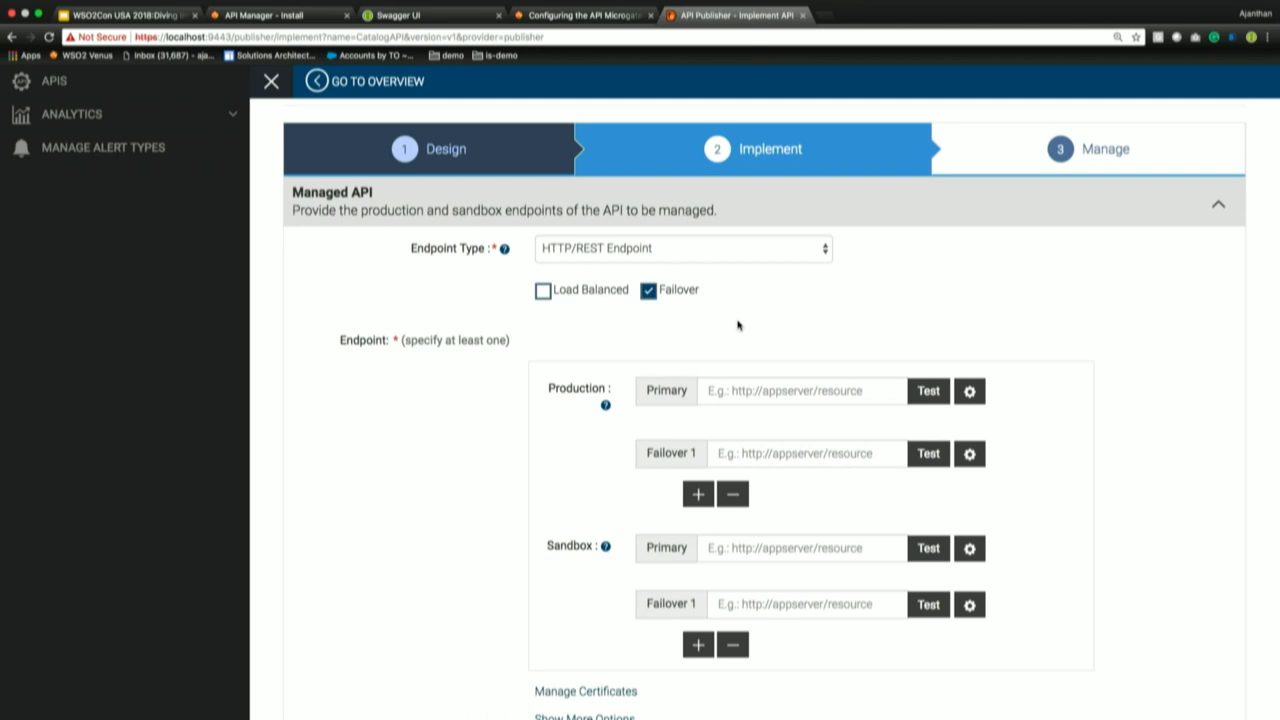 WSO2Con USA 2018:Diving
API Manager - Install
Swagger UI
Configuring the API Microgate
API Publisher - Implement API
Ajanthan
Not Secure | https://localhost:9443/publisher/implement?name=CatalogAPI&version=v1&provider=publisher
Apps
WSO2 Venus
Inbox (31,687) - aja...
Solutions Architect...
Accounts by TO –...
demo
is-demo
APIS
ANALYTICS
MANAGE ALERT TYPES
GO TO OVERVIEW
1 Design
2 Implement
3 Manage
Managed API
Provide the production and sandbox endpoints of the API to be managed.
Endpoint Type :* ?
HTTP/REST Endpoint
Load Balanced
Failover
Endpoint: * (specify at least one)
Production :
?
Primary E.g.: http://appserver/resource Test
Failover 1 E.g.: http://appserver/resource Test
+ −
Sandbox : ?
Primary E.g.: http://appserver/resource Test
Failover 1 E.g.: http://appserver/resource Test
+ −
Manage Certificates
Show More Options